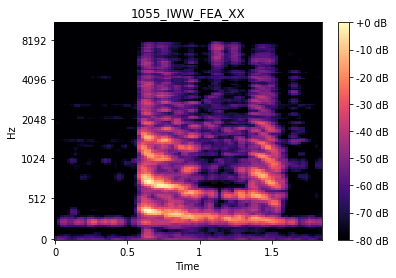 1055_IWW_FEA_XX
8192
4096
2048
1024
512
0
Hz
0
0.5
1
1.5
Time
+0 dB
-10 dB
-20 dB
-30 dB
-40 dB
-50 dB
-60 dB
-70 dB
-80 dB